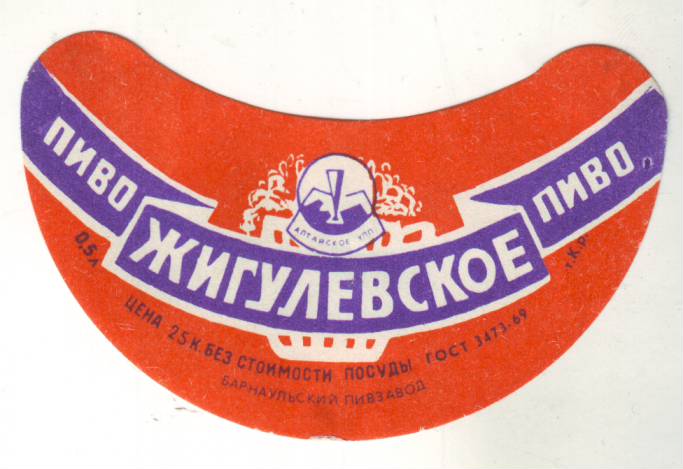 ПИВО
ПИВО
АЛТАЙСКОЕ УПП
ЖИГУЛЕВСКОЕ
0,5 л
т.К.Р
ЦЕНА 25 К. БЕЗ СТОИМОСТИ ПОСУДЫ ГОСТ 3473-69
БАРНАУЛЬСКИЙ ПИВЗАВОД